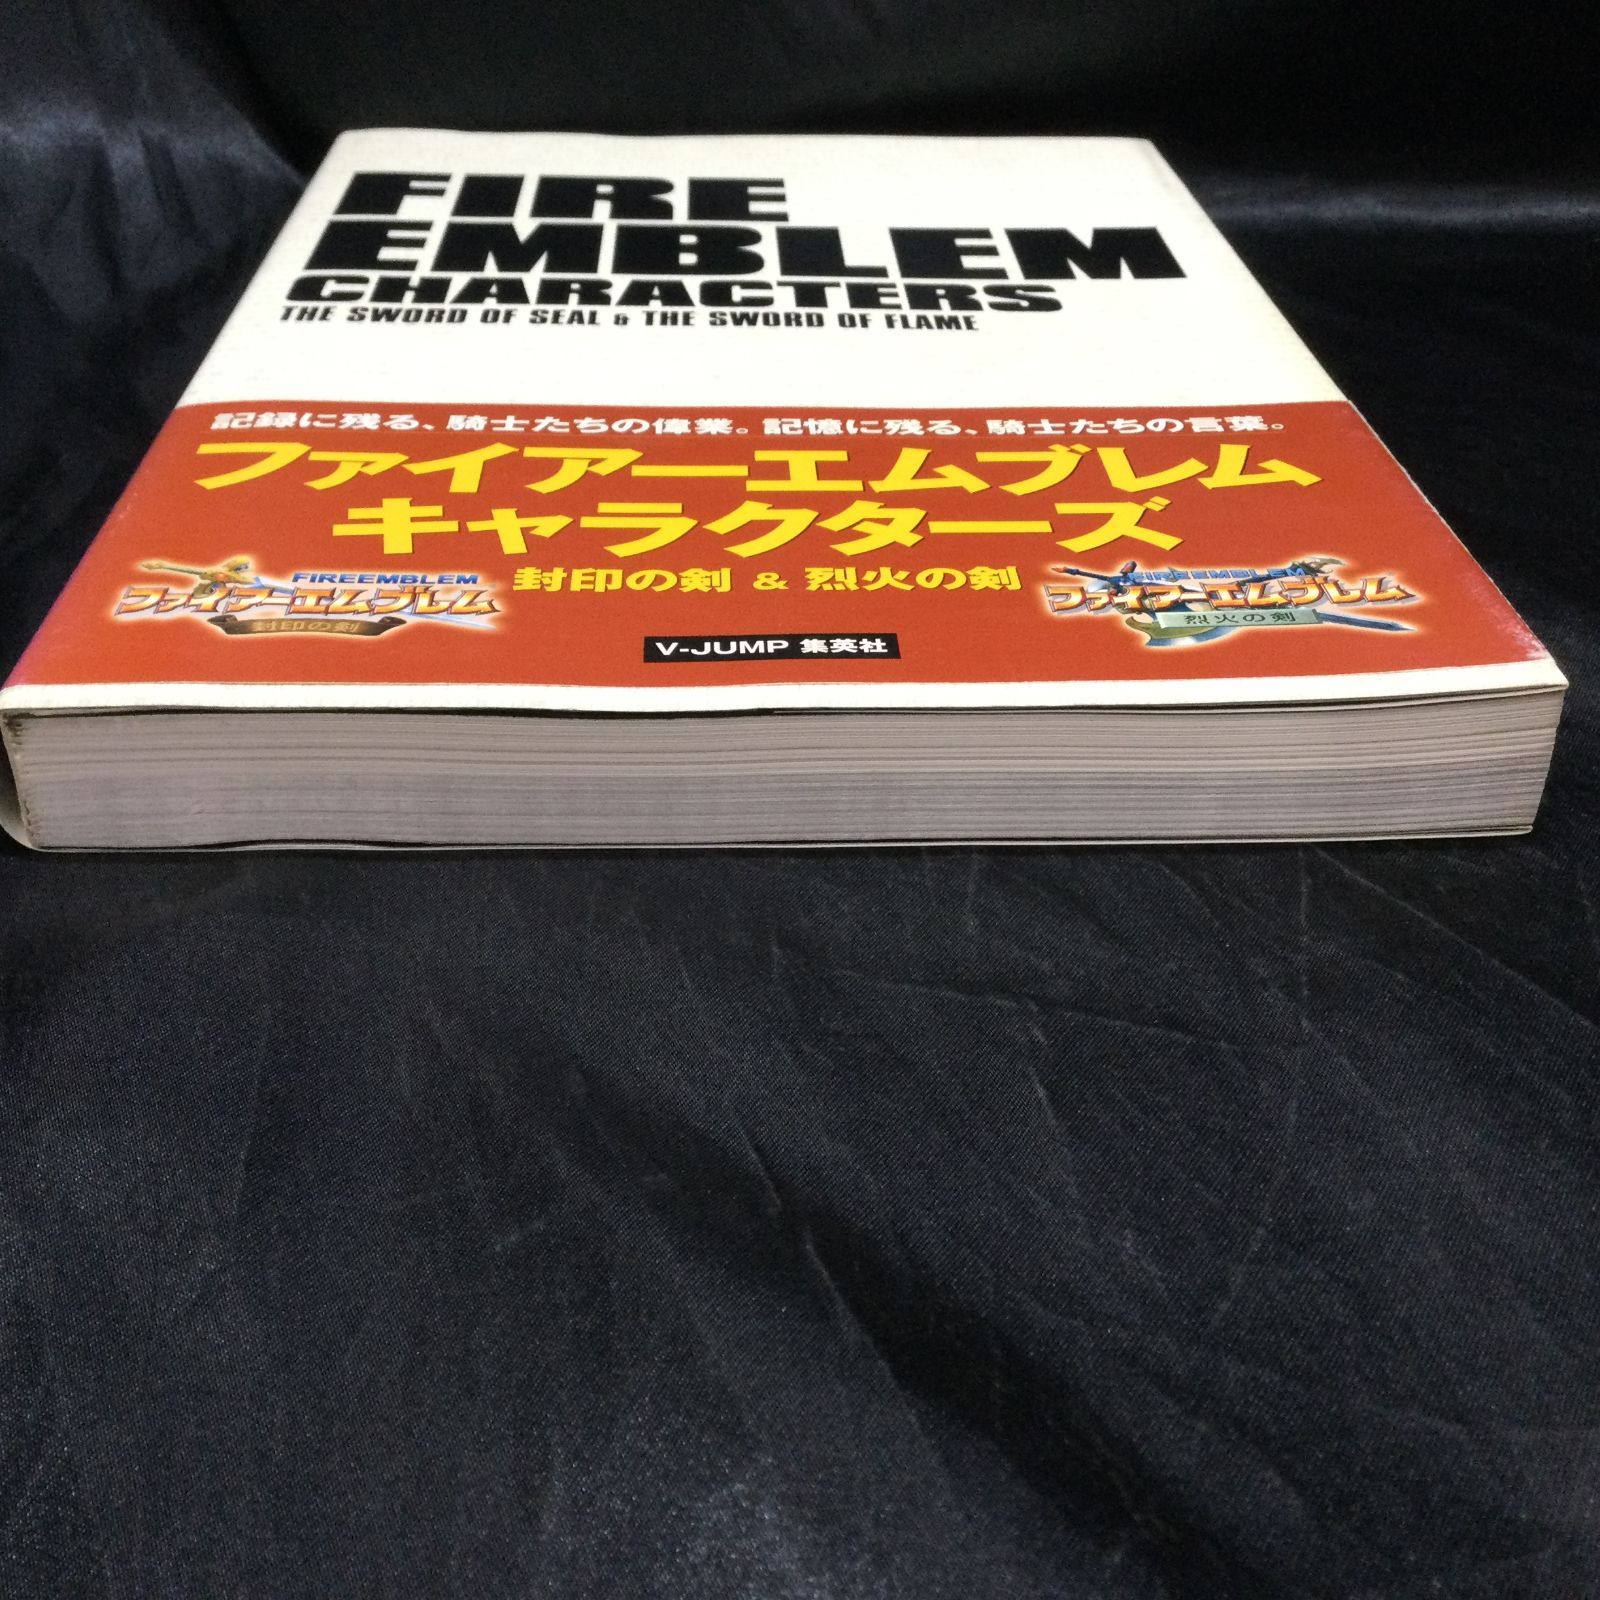 FIRE
EMBLEM
CHARACTERS
THE SWORD OF SEAL & THE SWORD OF FLAME
記録に残る、騎士たちの偉業。記憶に残る、騎士たちの言葉。
ファイアーエムブレム
キャラクターズ
封印の剣 & 烈火の剣
FIREEMBLEM
ファイアーエムブレム
封印の剣
FIREEMBLEM
ファイアーエムブレム
烈火の剣
V-JUMP 集英社